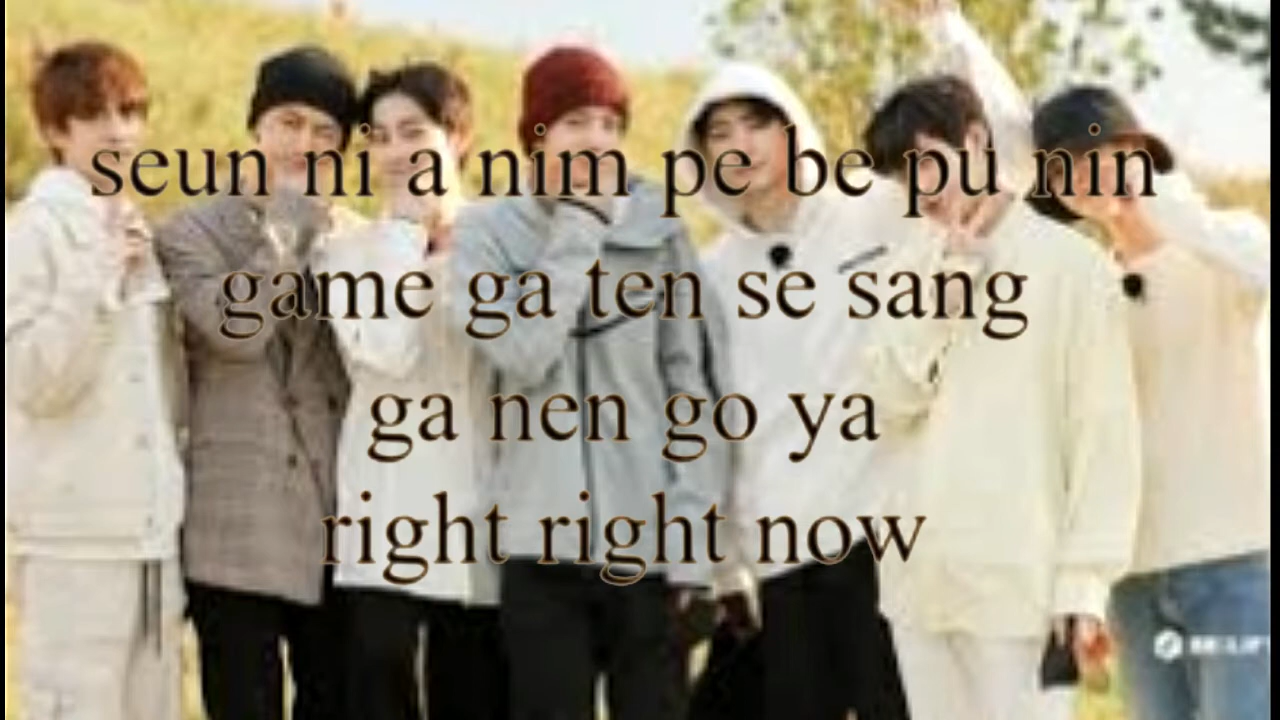 seun ni a nim pe be pu nin
game ga ten se sang
ga nen go ya
right right now